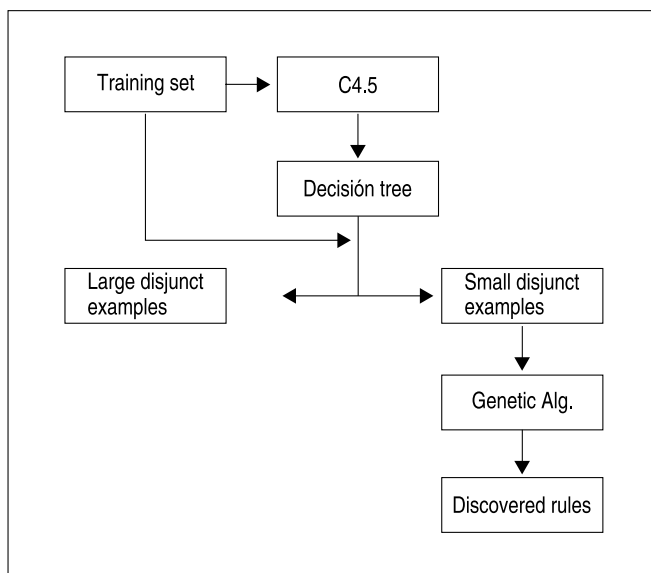 Training set
C4.5
Decisión tree
Large disjunct
examples
Small disjunct
examples
Genetic Alg.
Discovered rules